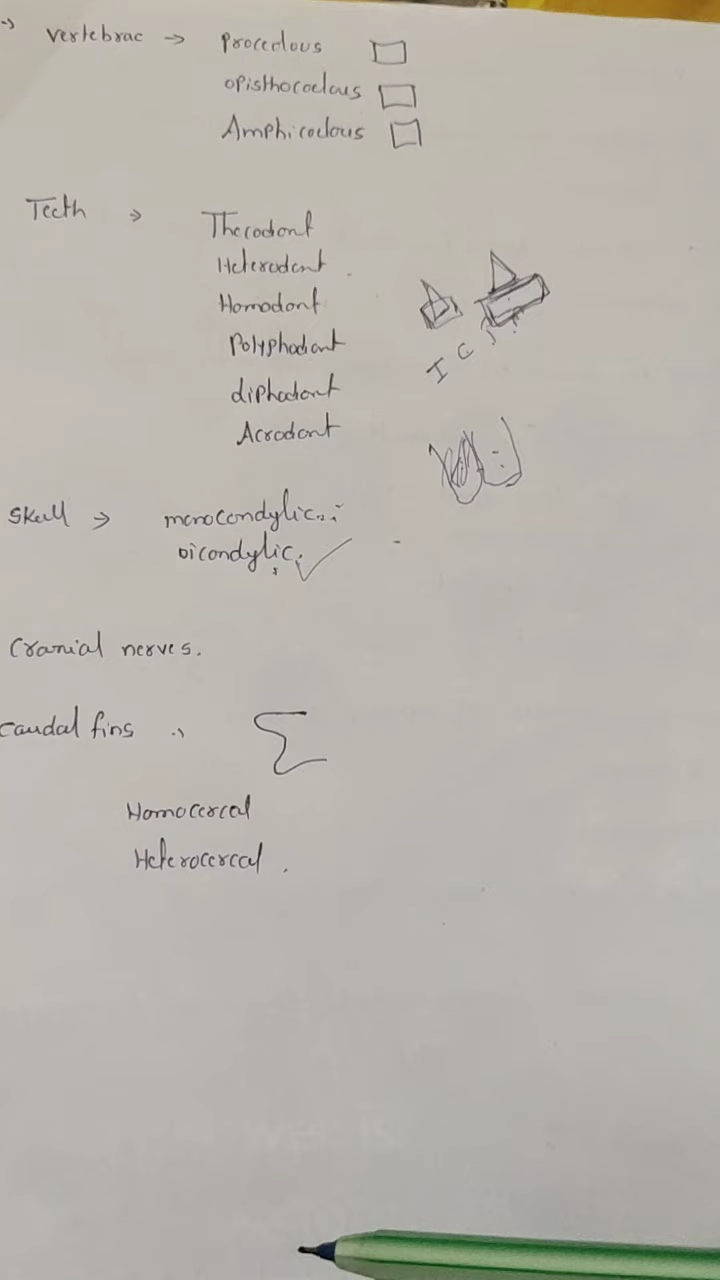 → Vertebrae → Procoelous
opisthocoelous
Amphicoelous
Teeth → Thecodont
Heterodont
Homodont
Polyphodont
diphodont
Acrodont
I C
Skull → monocondylic
Dicondylic
Cranial nerves.
Caudal fins
Homocercal
Heterocercal.